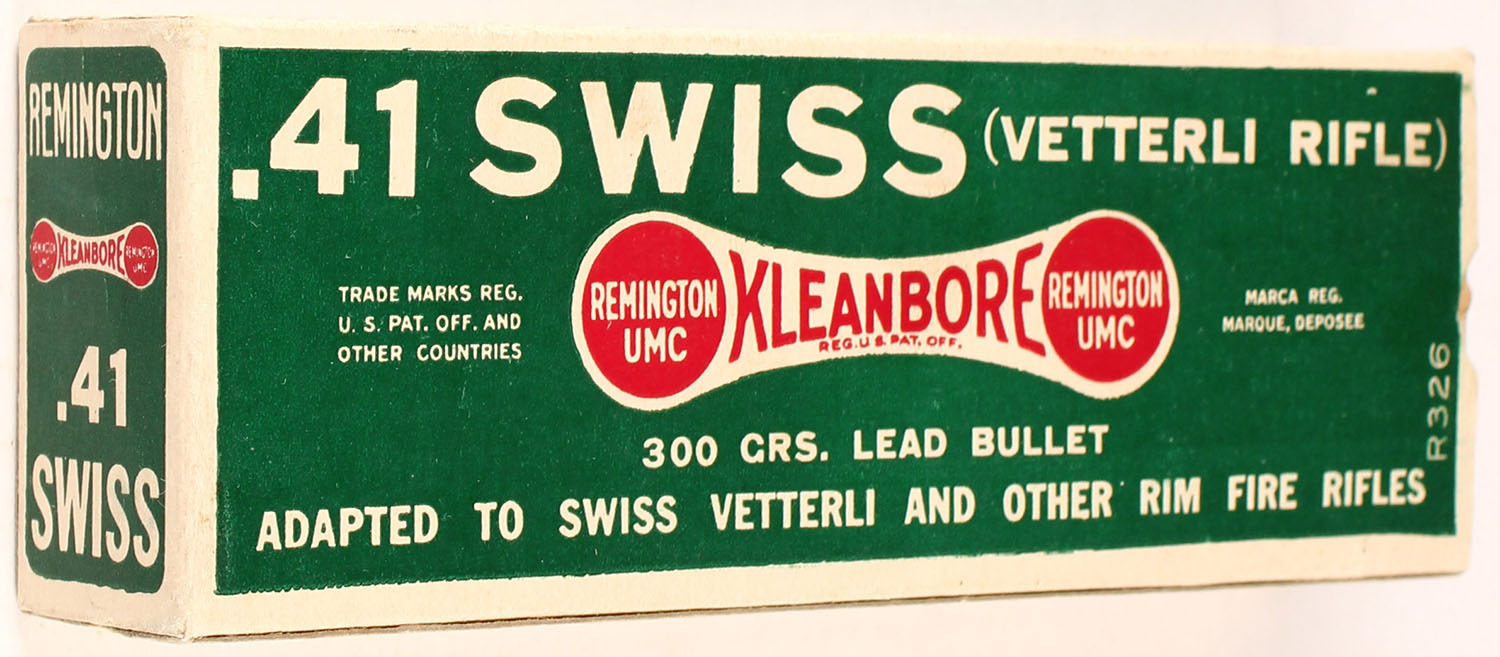 REMINGTON
REMINGTON
UMC
KLEANBORE
REMINGTON
UMC
.41
SWISS
.41 SWISS (VETTERLI RIFLE)
TRADE MARKS REG.
U. S. PAT. OFF. AND
OTHER COUNTRIES
REMINGTON
UMC
KLEANBORE
REG. U. S. PAT. OFF.
REMINGTON
UMC
MARCA REG.
MARQUE, DEPOSEE
R326
300 GRS. LEAD BULLET
ADAPTED TO SWISS VETTERLI AND OTHER RIM FIRE RIFLES